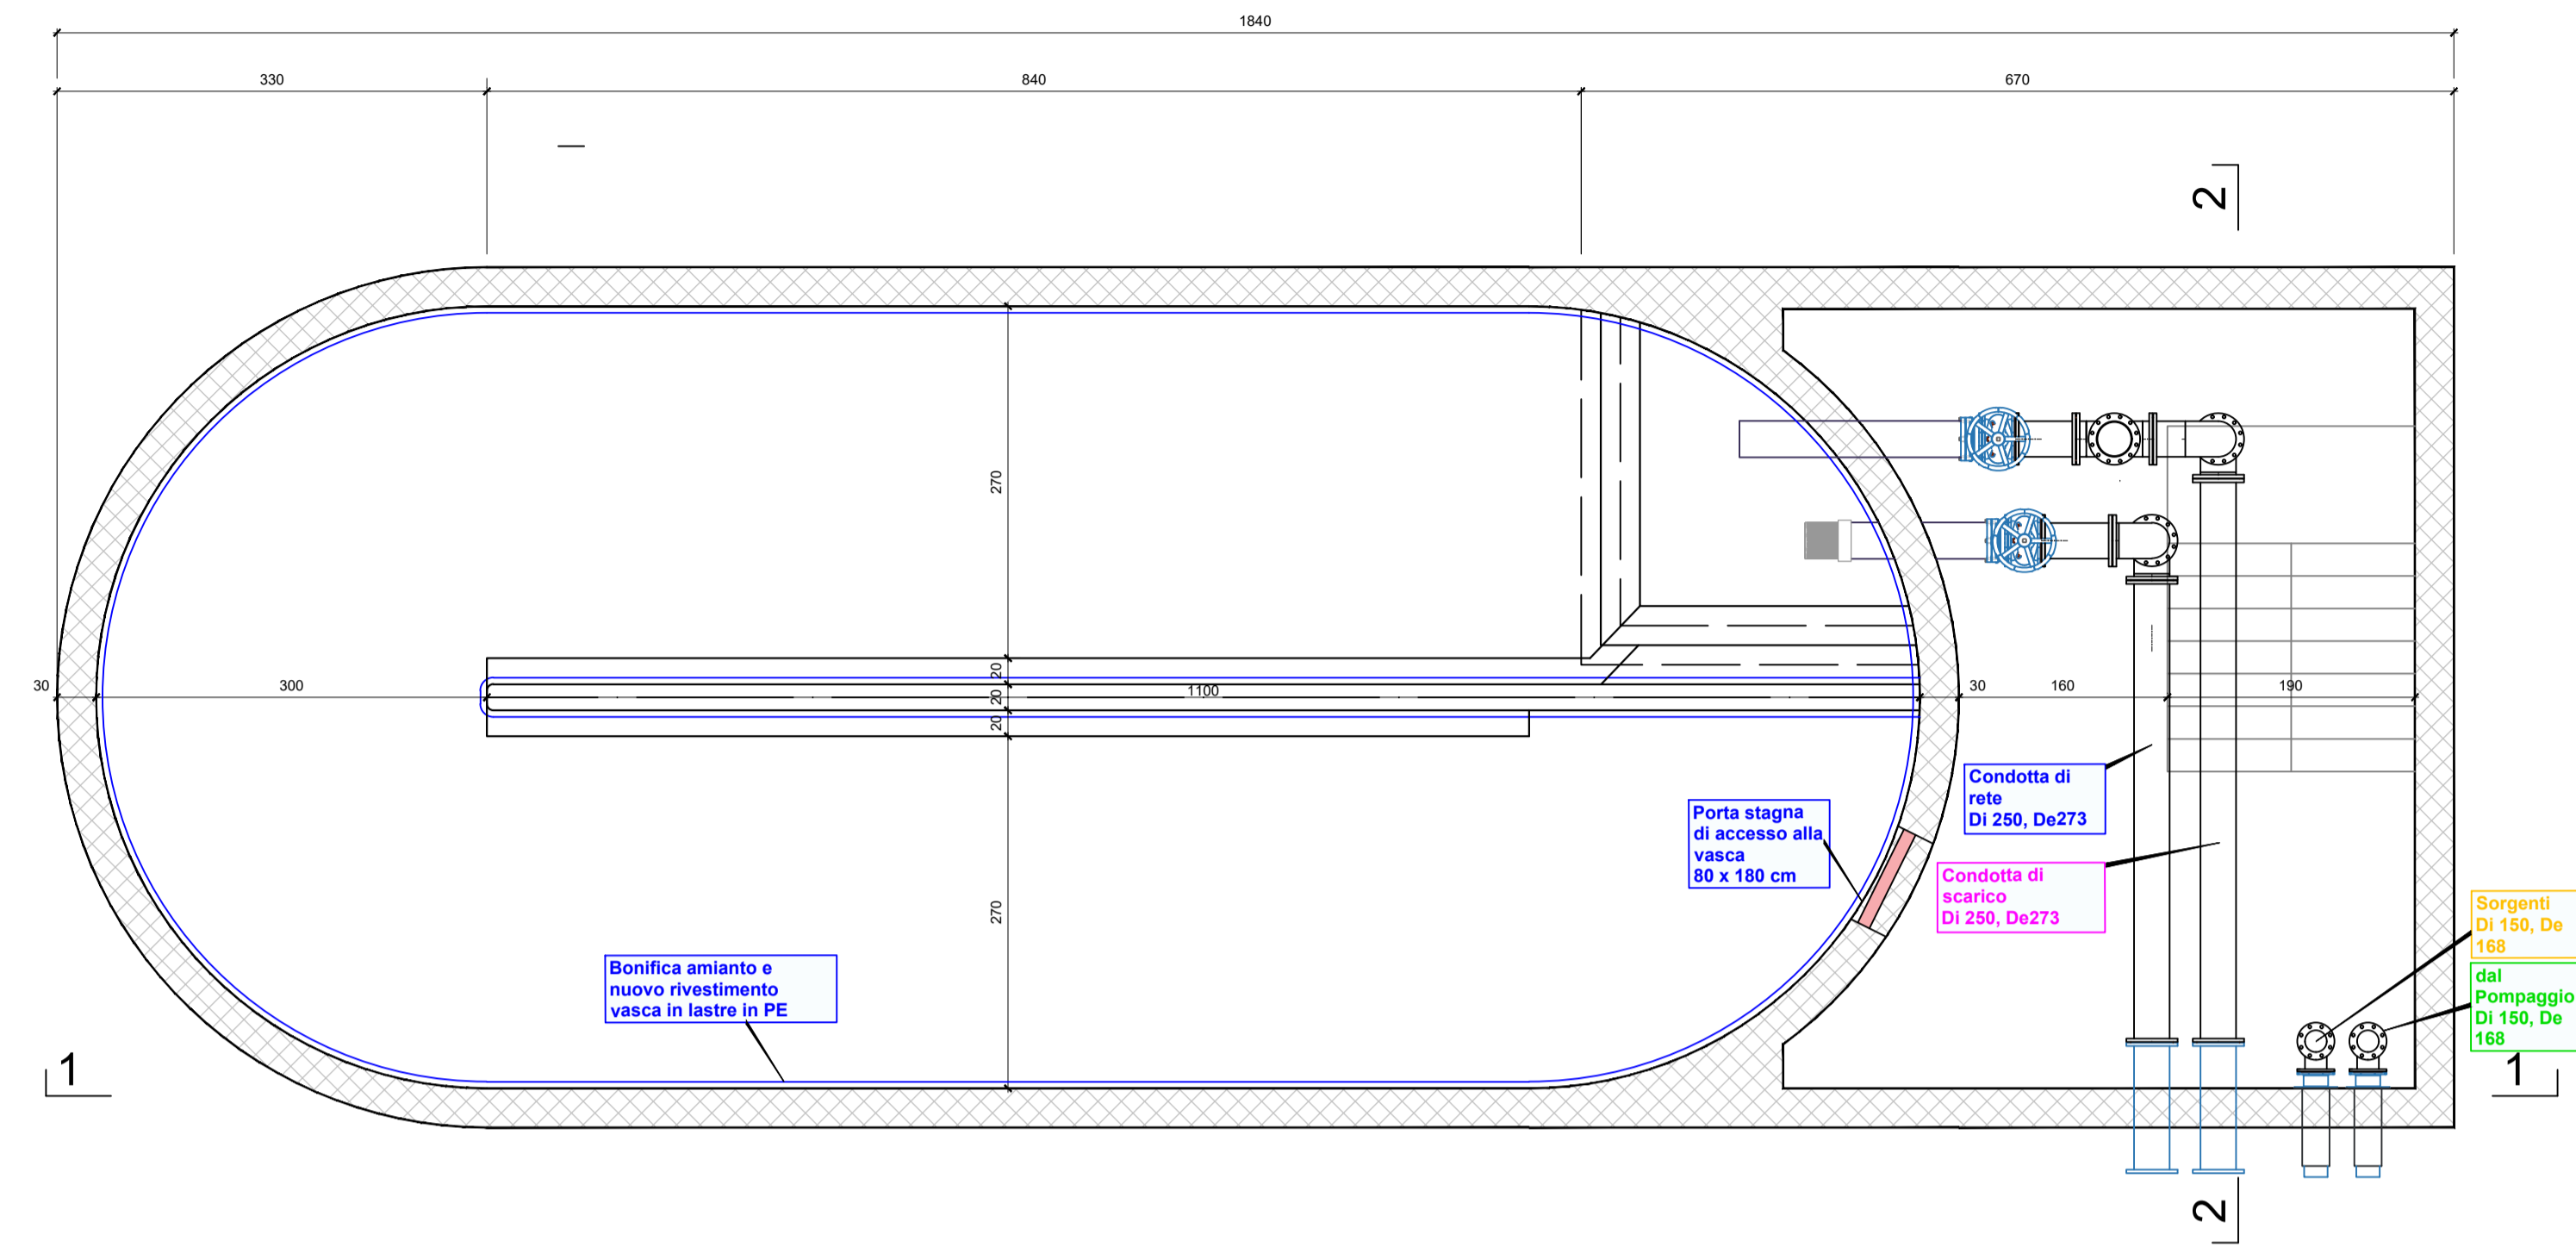 1840
330
840
670
2
270
20
30
300
20
1100
30
160
190
20
Condotta di
rete
Di 250, De273
Porta stagna
di accesso alla
vasca
80 x 180 cm
Condotta di
scarico
Di 250, De273
270
Sorgenti
Di 150, De
168
Bonifica amianto e
nuovo rivestimento
vasca in lastre in PE
dal
Pompaggio
Di 150, De
168
1
1
2